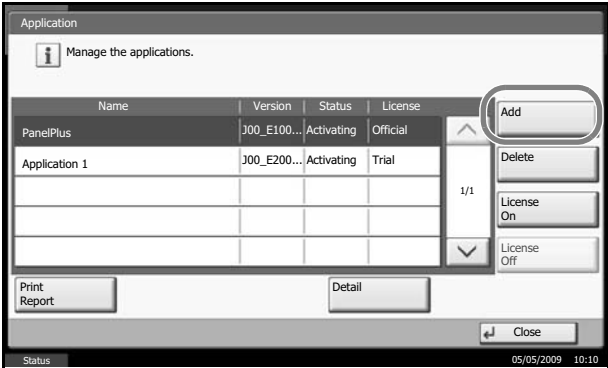 Application
Manage the applications.
Name Version Status License
PanelPlus J00_E100... Activating Official
Application 1 J00_E200... Activating Trial
1/1
Add
Delete
License
On
License
Off
Print
Report
Detail
Close
Status 05/05/2009 10:10